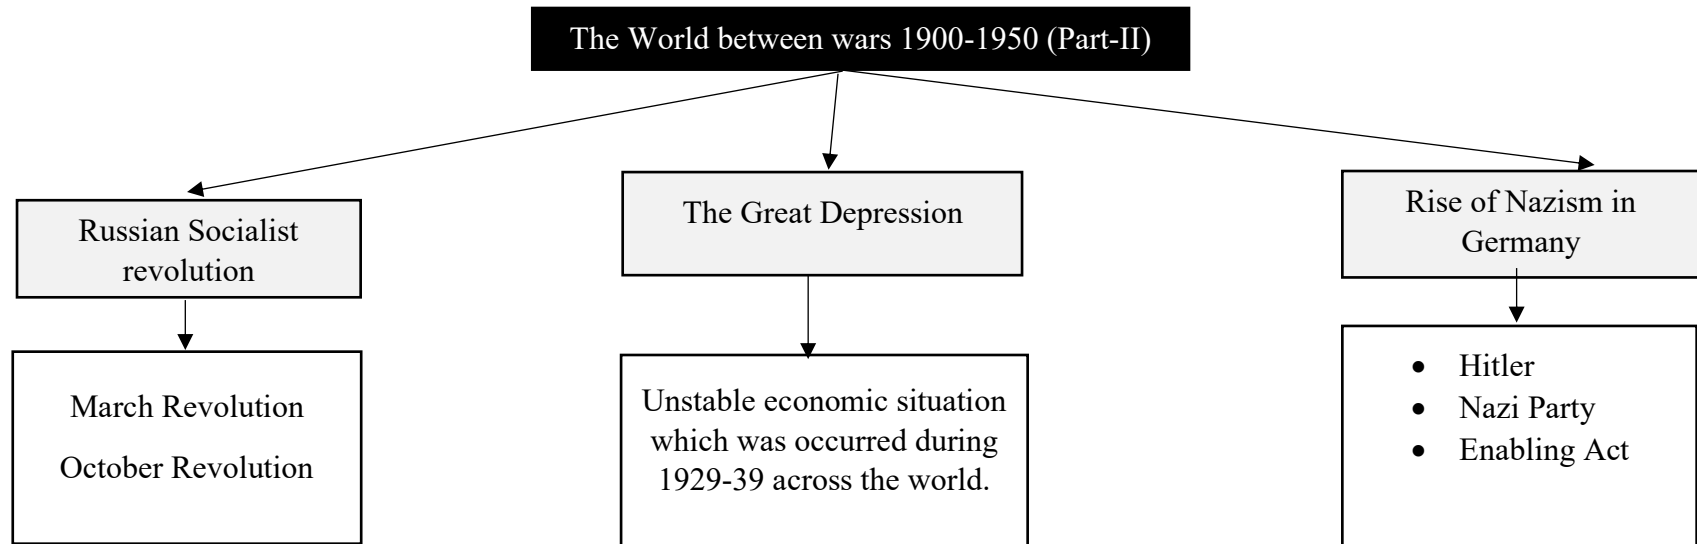 The World between wars 1900-1950 (Part-II)
Russian Socialist
revolution
March Revolution
October Revolution
The Great Depression
Unstable economic situation
which was occurred during
1929-39 across the world.
Rise of Nazism in
Germany
• Hitler
• Nazi Party
• Enabling Act